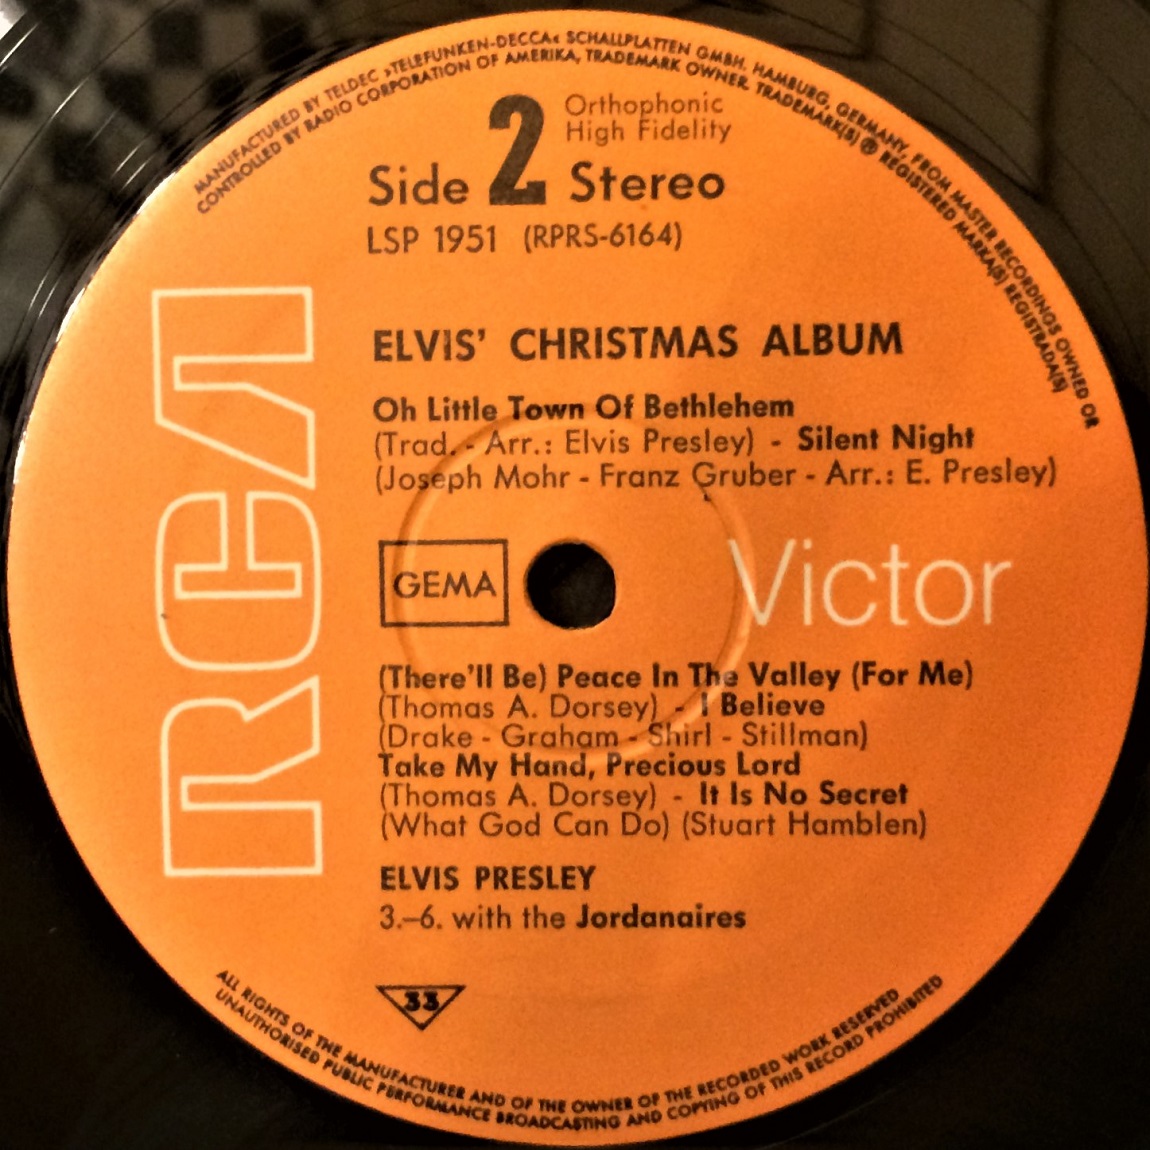 MANUFACTURED BY TELDEC »TELEFUNKEN-DECCA« SCHALLPLATTEN GMBH, HAMBURG, GERMANY, FROM MASTER RECORDINGS OWNED OR
CONTROLLED BY RADIO CORPORATION OF AMERIKA, TRADEMARK OWNER. TRADEMARK(S) ® REGISTERED MARKA(S) REGISTRADA(S)
Orthophonic
High Fidelity
Side 2 Stereo
LSP 1951 (RPRS-6164)
RCA
ELVIS' CHRISTMAS ALBUM
Oh Little Town Of Bethlehem
(Trad. - Arr.: Elvis Presley) - Silent Night
(Joseph Mohr - Franz Gruber - Arr.: E. Presley)
GEMA
Victor
(There'll Be) Peace In The Valley (For Me)
(Thomas A. Dorsey) - I Believe
(Drake - Graham - Shirl - Stillman)
Take My Hand, Precious Lord
(Thomas A. Dorsey) - It Is No Secret
(What God Can Do) (Stuart Hamblen)
ELVIS PRESLEY
3.–6. with the Jordanaires
33
ALL RIGHTS OF THE MANUFACTURER AND OF THE OWNER OF THE RECORDED WORK RESERVED
UNAUTHORISED PUBLIC PERFORMANCE BROADCASTING AND COPYING OF THIS RECORD PROHIBITED